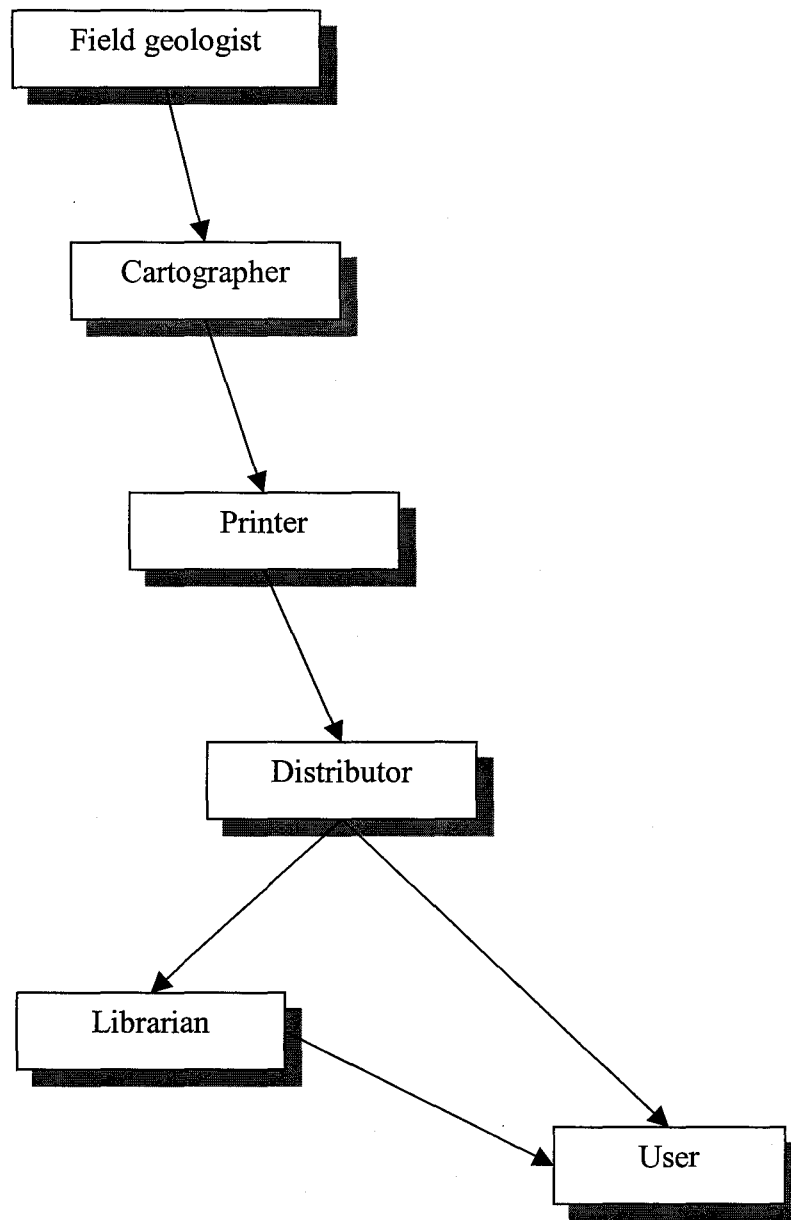 Field geologist
Cartographer
Printer
Distributor
Librarian
User